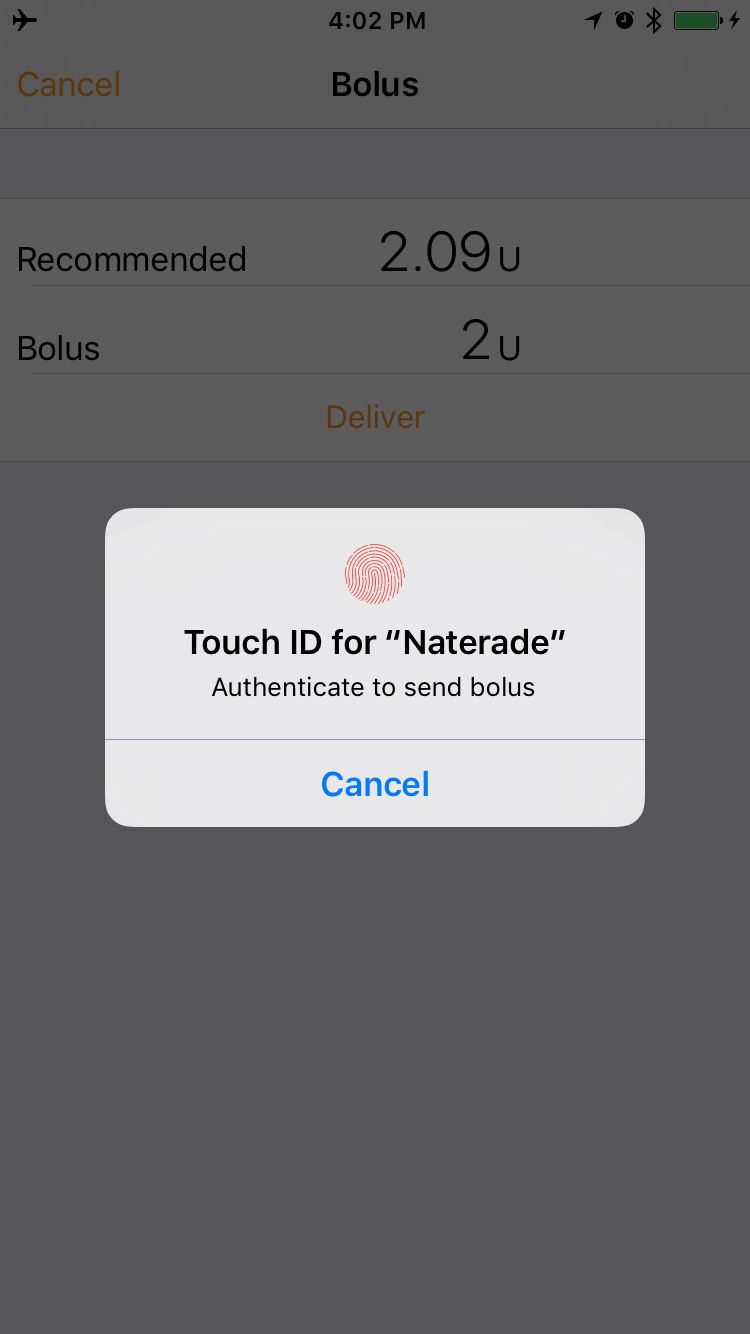 4:02 PM
Cancel Bolus
Recommended 2.09 U
Bolus 2 U
Deliver
Touch ID for “Naterade”
Authenticate to send bolus
Cancel